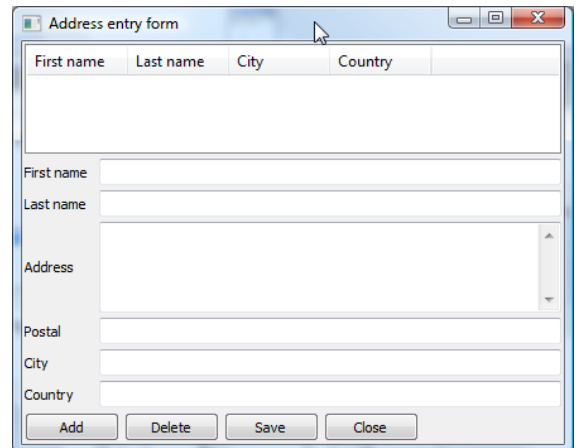 Address entry form
First name Last name City Country
First name
Last name
Address
Postal
City
Country
Add Delete Save Close